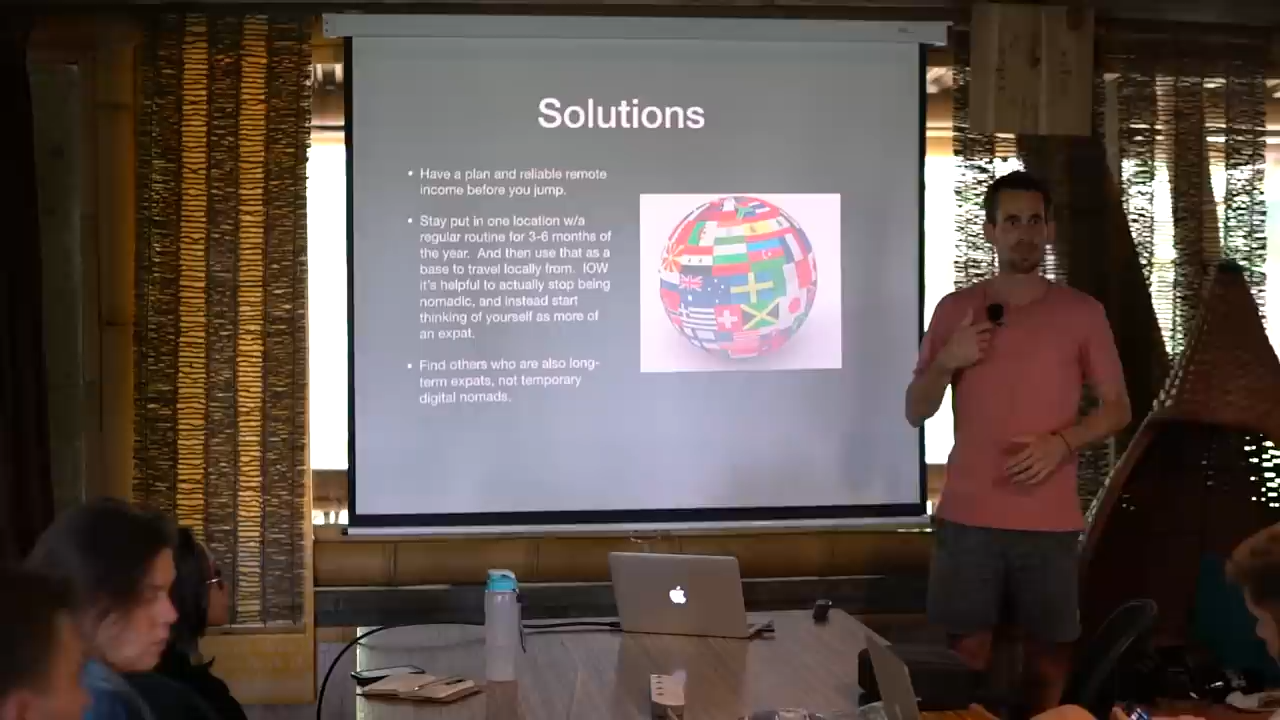 Solutions
• Have a plan and reliable remote
income before you jump.
• Stay put in one location w/a
regular routine for 3-6 months of
the year. And then use that as a
base to travel locally from. IOW
it's helpful to actually stop being
nomadic, and instead start
thinking of yourself as more of
an expat.
• Find others who are also long-
term expats, not temporary
digital nomads.